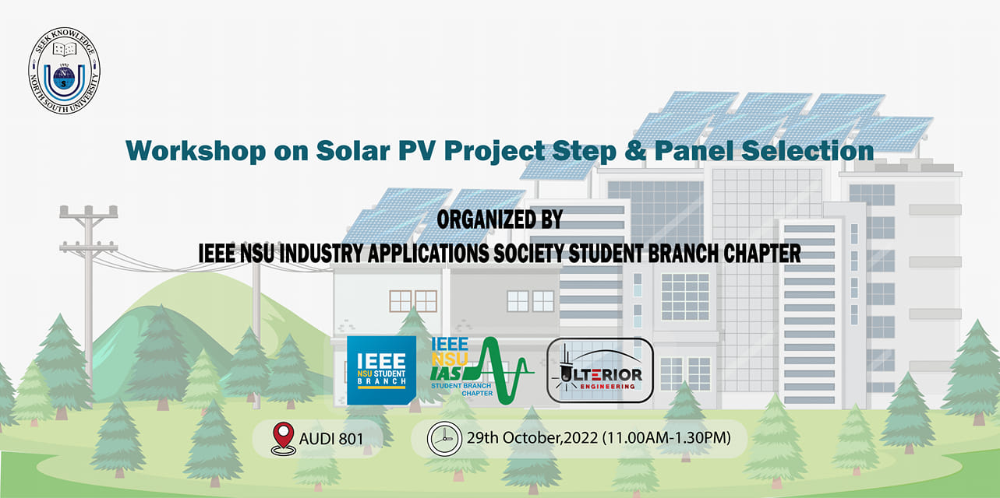 SEEK KNOWLEDGE
1992
N
S
NORTH SOUTH UNIVERSITY
Workshop on Solar PV Project Step & Panel Selection
ORGANIZED BY
IEEE NSU INDUSTRY APPLICATIONS SOCIETY STUDENT BRANCH CHAPTER
IEEE
NSU STUDENT
BRANCH
IEEE
NSU
IAS
STUDENT BRANCH
CHAPTER
ULTERIOR
ENGINEERING
AUDI 801
29th October,2022 (11.00AM-1.30PM)